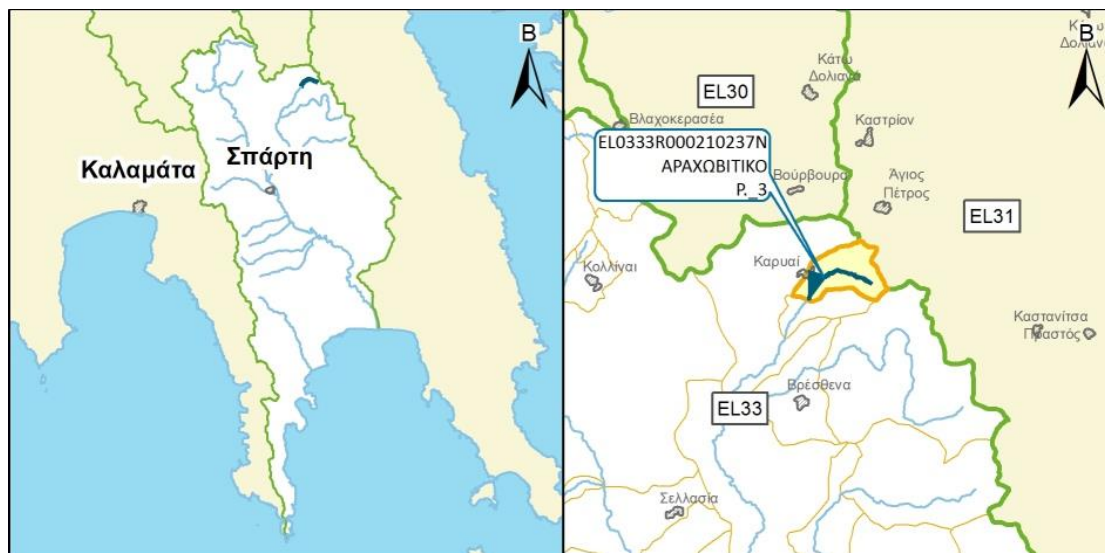 B
Καλαμάτα
Σπάρτη
B
Κάτω
Δολιανά
EL30
Βλαχοκερασέα
Καστρίον
EL0333R000210237N
ΑΡΑΧΩΒΙΤΙΚΟ
Ρ._3
Βούρβουρα
Άγιος
Πέτρος
EL31
Καρυαί
Κολλίναι
Καστανίτσα
Πραστός
Βρέσθενα
EL33
Σελλασία